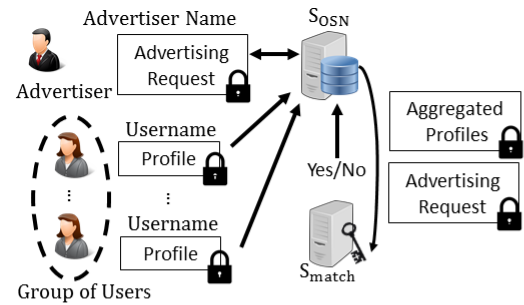 Advertiser Name
S_OSN
Advertising
Request
Advertiser
Aggregated
Profiles
Username
Profile
Yes/No
Advertising
Request
⋮
⋮
Username
Profile
S_match
Group of Users